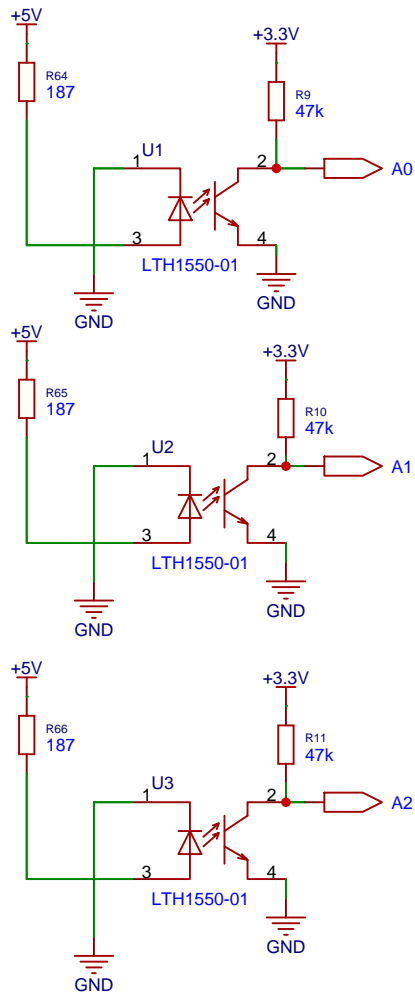 +5V
R64
187
+3.3V
R9
47k
U1
1
2
A0
3
4
LTH1550-01
GND
GND
+5V
R65
187
+3.3V
R10
47k
U2
1
2
A1
3
4
LTH1550-01
GND
GND
+5V
R66
187
+3.3V
R11
47k
U3
1
2
A2
3
4
LTH1550-01
GND
GND